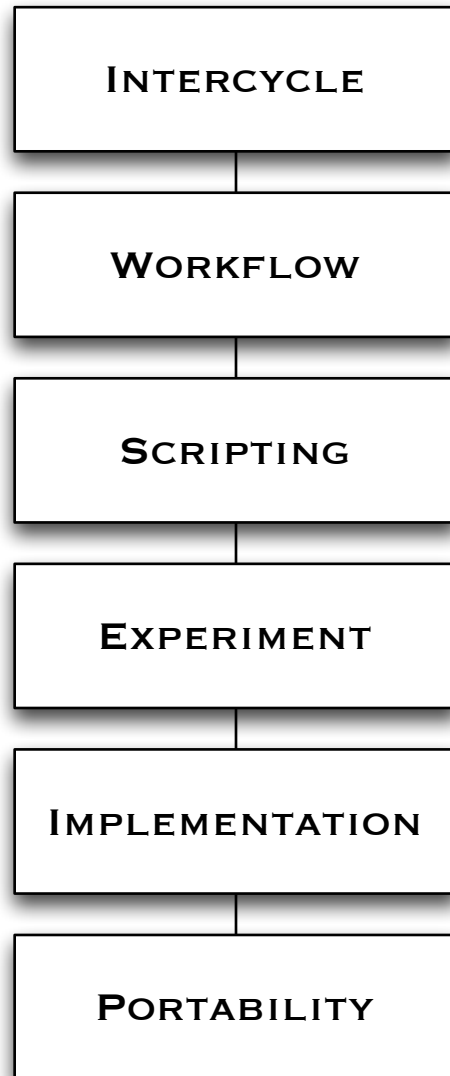 Intercycle
Workflow
Scripting
Experiment
Implementation
Portability